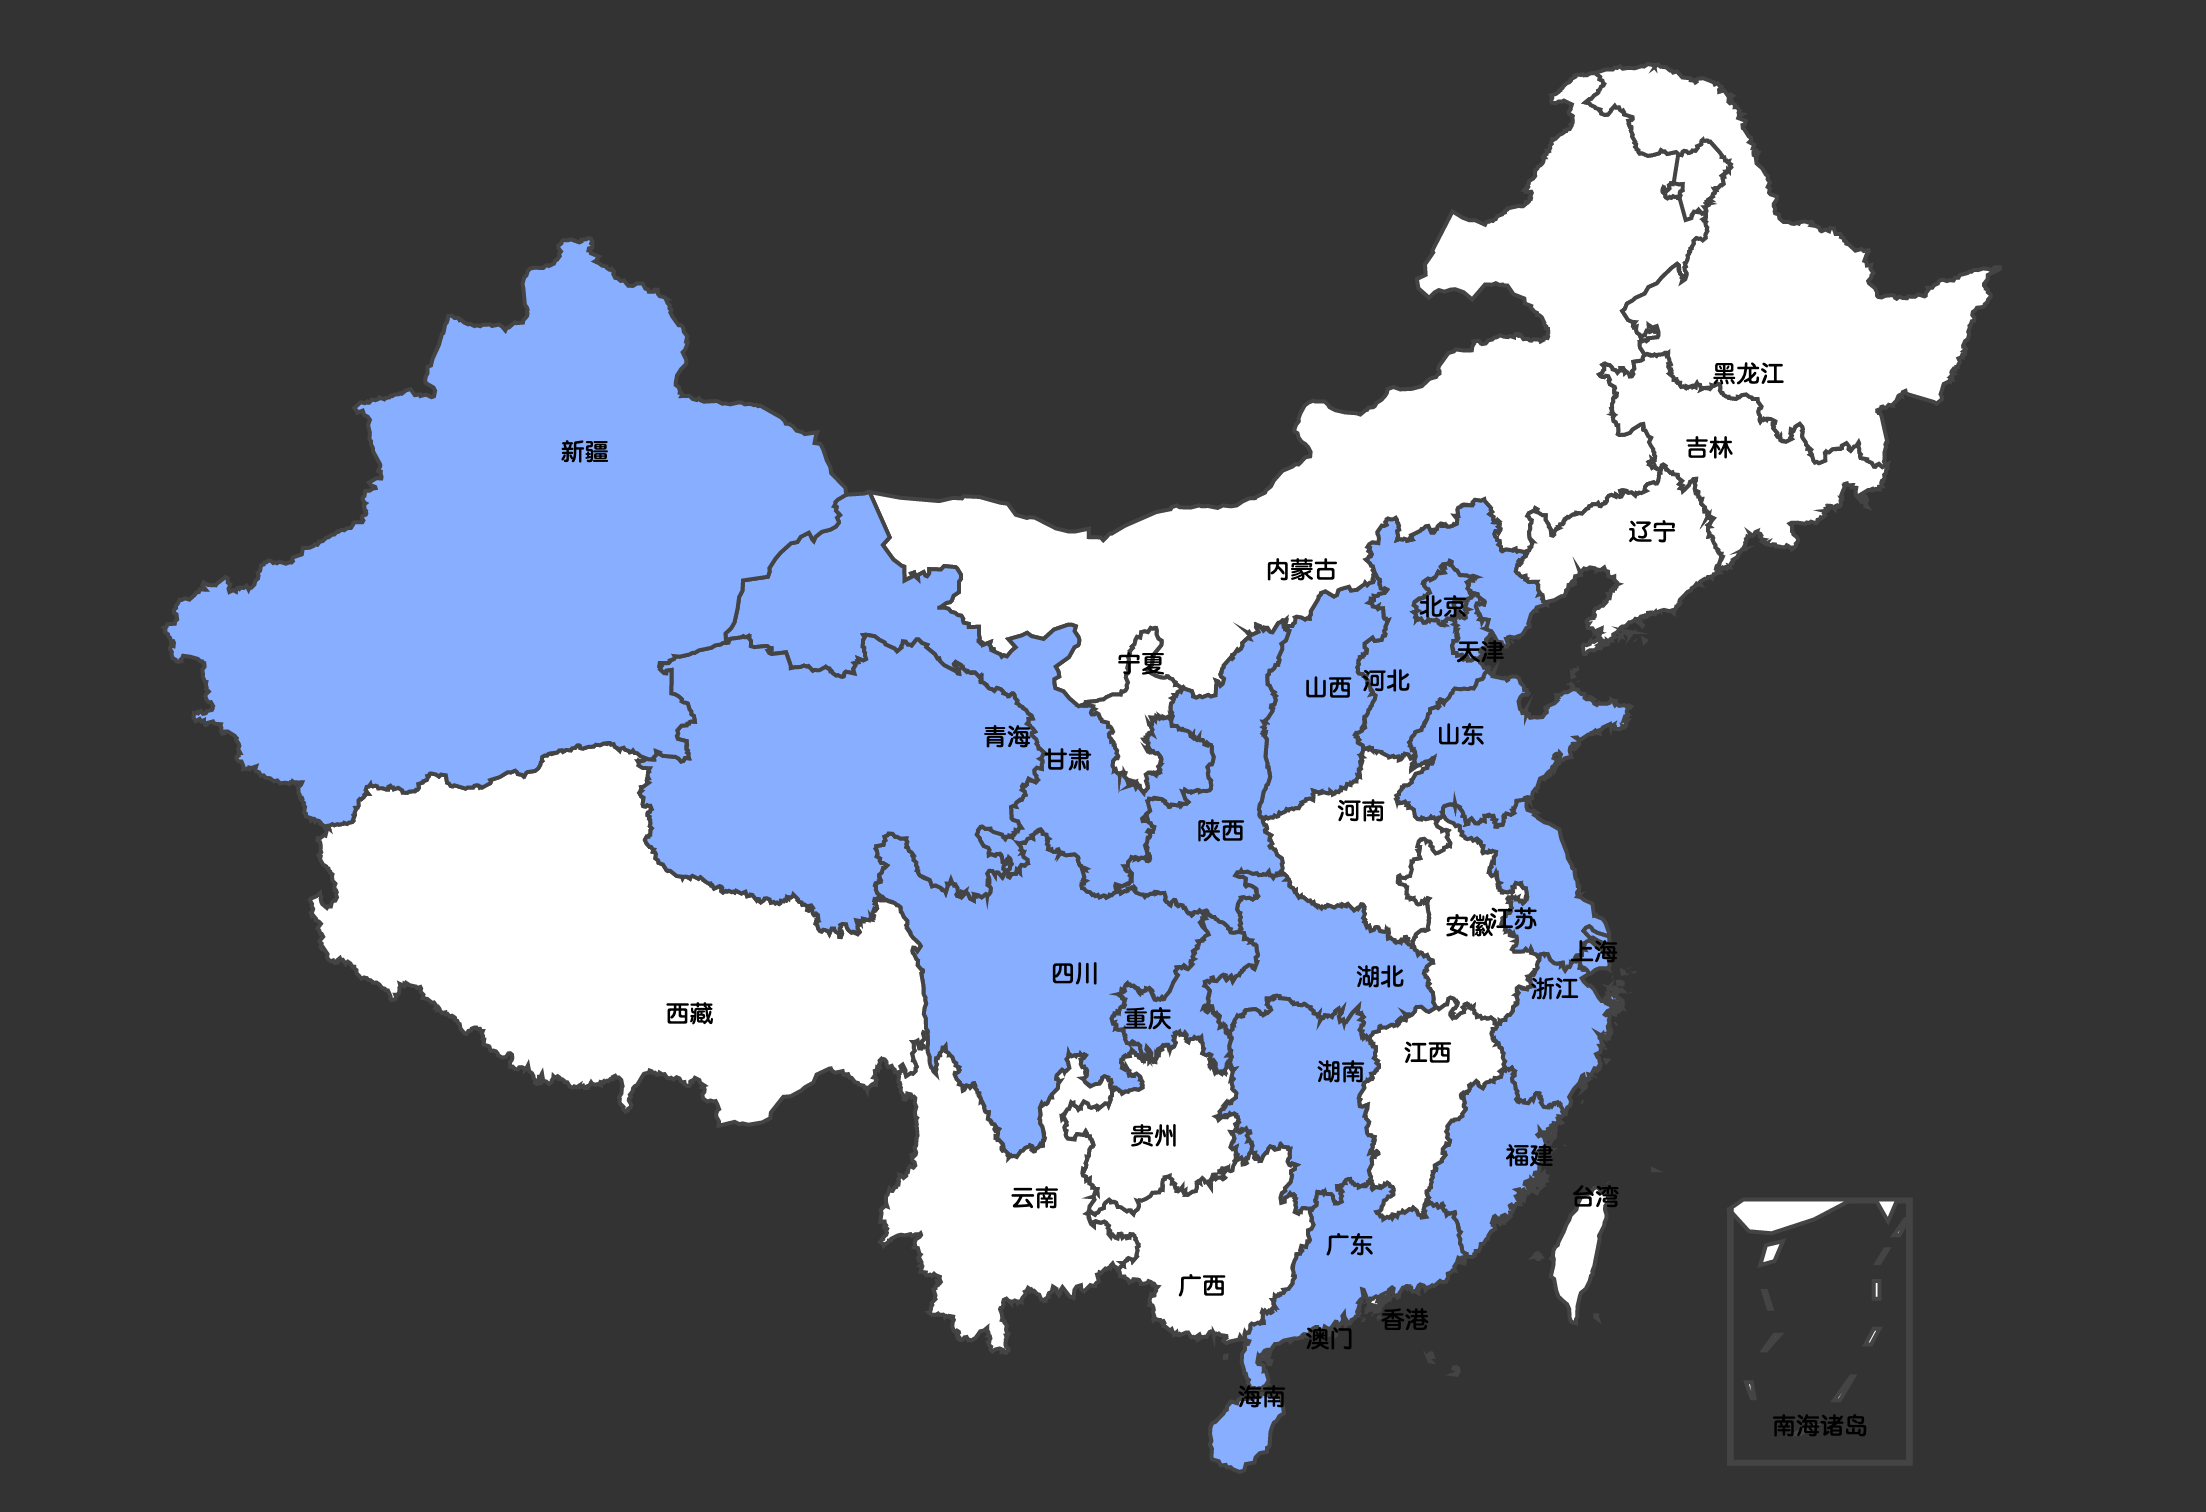 黑龙江
吉林
新疆
辽宁
内蒙古
北京
天津
宁夏
河北
山西
山东
青海
甘肃
河南
陕西
江苏
安徽
上海
四川
湖北
浙江
西藏
重庆
江西
湖南
贵州
福建
台湾
云南
广东
广西
香港
澳门
海南
南海诸岛